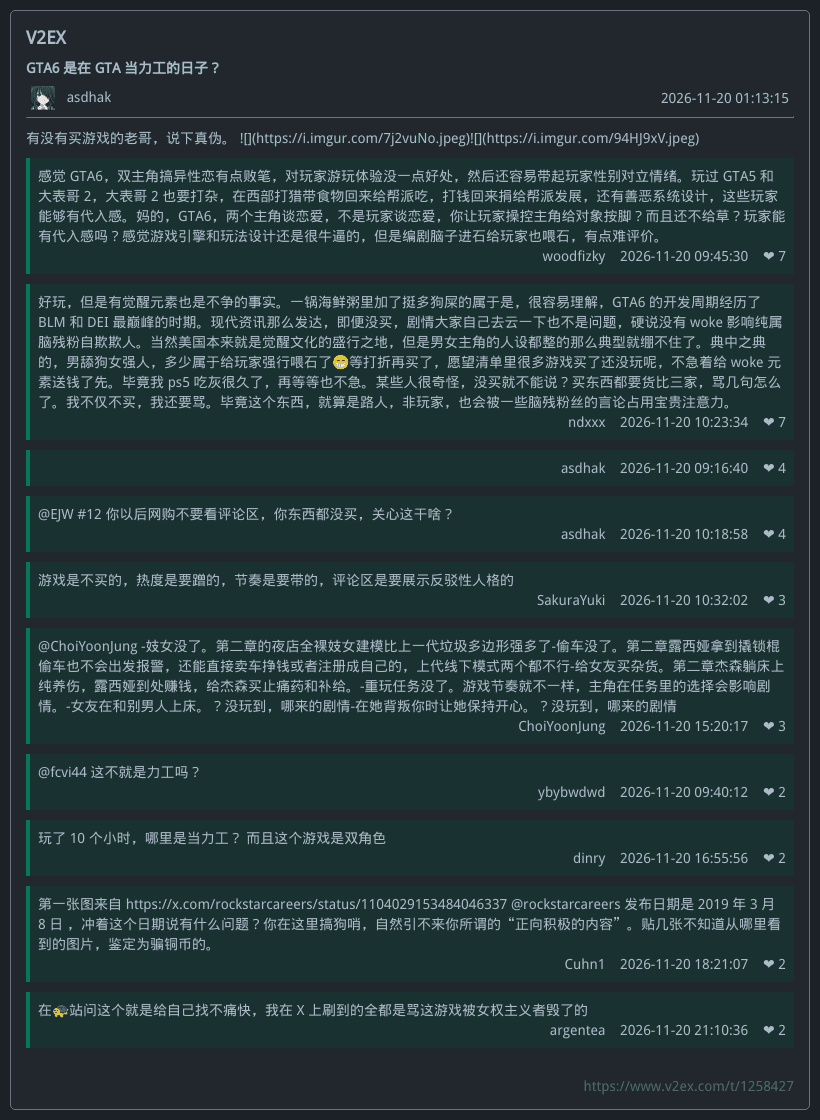 V2EX
GTA6 是在 GTA 当力工的日子？
asdhak
2026-11-20 01:13:15
有没有买游戏的老哥，说下真伪。 ![](https://i.imgur.com/7j2vuNo.jpeg)![](https://i.imgur.com/94HJ9xV.jpeg)
感觉 GTA6，双主角搞异性恋有点败笔，对玩家游玩体验没一点好处，然后还容易带起玩家性别对立情绪。玩过 GTA5 和
大表哥 2，大表哥 2 也要打杂，在西部打猎带食物回来给帮派吃，打钱回来捐给帮派发展，还有善恶系统设计，这些玩家
能够有代入感。妈的，GTA6，两个主角谈恋爱，不是玩家谈恋爱，你让玩家操控主角给对象按脚？而且还不给草？玩家能
有代入感吗？感觉游戏引擎和玩法设计还是很牛逼的，但是编剧脑子进石给玩家也喂石，有点难评价。
woodfizky 2026-11-20 09:45:30 ❤ 7
好玩，但是有觉醒元素也是不争的事实。一锅海鲜粥里加了挺多狗屎的属于是，很容易理解，GTA6 的开发周期经历了
BLM 和 DEI 最巅峰的时期。现代资讯那么发达，即便没买，剧情大家自己去云一下也不是问题，硬说没有 woke 影响纯属
脑残粉自欺欺人。当然美国本来就是觉醒文化的盛行之地，但是男女主角的人设都整的那么典型就绷不住了。典中之典
的，男舔狗女强人，多少属于给玩家强行喂石了😁等打折再买了，愿望清单里很多游戏买了还没玩呢，不急着给 woke 元
素送钱了先。毕竟我 ps5 吃灰很久了，再等等也不急。某些人很奇怪，没买就不能说？买东西都要货比三家，骂几句怎么
了。我不仅不买，我还要骂。毕竟这个东西，就算是路人，非玩家，也会被一些脑残粉丝的言论占用宝贵注意力。
ndxxx 2026-11-20 10:23:34 ❤ 7
asdhak 2026-11-20 09:16:40 ❤ 4
@EJW #12 你以后网购不要看评论区，你东西都没买，关心这干啥？
asdhak 2026-11-20 10:18:58 ❤ 4
游戏是不买的，热度是要蹭的，节奏是要带的，评论区是要展示反驳性人格的
SakuraYuki 2026-11-20 10:32:02 ❤ 3
@ChoiYoonJung -妓女没了。第二章的夜店全裸妓女建模比上一代垃圾多边形强多了-偷车没了。第二章露西娅拿到撬锁棍
偷车也不会出发报警，还能直接卖车挣钱或者注册成自己的，上代线下模式两个都不行-给女友买杂货。第二章杰森躺床上
纯养伤，露西娅到处赚钱，给杰森买止痛药和补给。-重玩任务没了。游戏节奏就不一样，主角在任务里的选择会影响剧
情。-女友在和别男人上床。 ？没玩到，哪来的剧情-在她背叛你时让她保持开心。 ？没玩到，哪来的剧情
ChoiYoonJung 2026-11-20 15:20:17 ❤ 3
@fcvi44 这不就是力工吗？
ybybwdwd 2026-11-20 09:40:12 ❤ 2
玩了 10 个小时，哪里是当力工？ 而且这个游戏是双角色
dinry 2026-11-20 16:55:56 ❤ 2
第一张图来自 https://x.com/rockstarcareers/status/1104029153484046337 @rockstarcareers 发布日期是 2019 年 3 月
8 日 ，冲着这个日期说有什么问题？你在这里搞狗哨，自然引不来你所谓的“正向积极的内容”。贴几张不知道从哪里看
到的图片，鉴定为骗铜币的。
Cuhn1 2026-11-20 18:21:07 ❤ 2
在🐢站问这个就是给自己找不痛快，我在 X 上刷到的全都是骂这游戏被女权主义者毁了的
argentea 2026-11-20 21:10:36 ❤ 2
https://www.v2ex.com/t/1258427